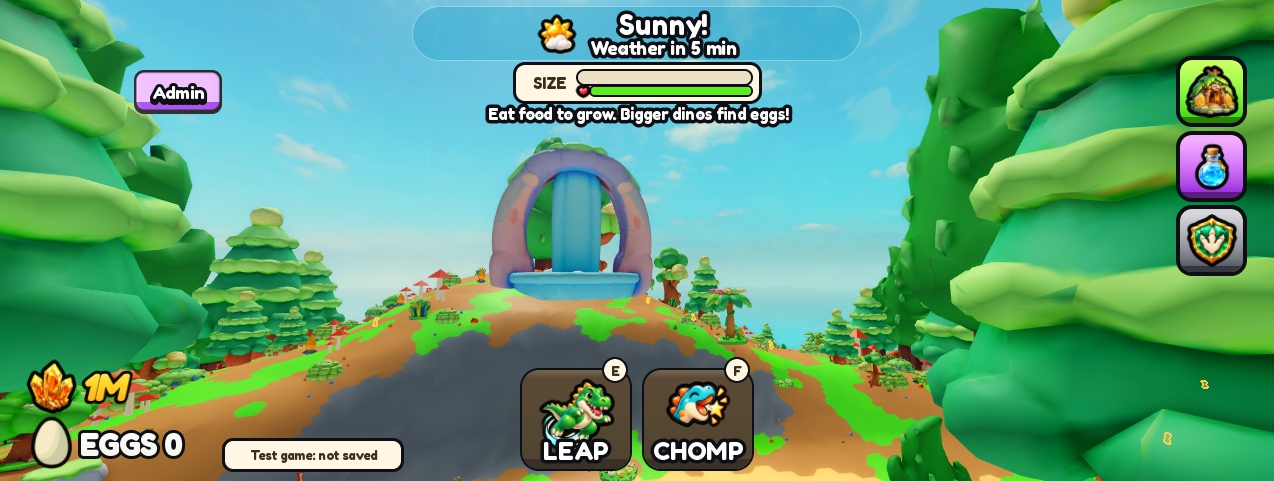 Sunny!
Weather in 5 min
SIZE
Eat food to grow. Bigger dinos find eggs!
Admin
1M
EGGS 0
Test game: not saved
E
LEAP
F
CHOMP